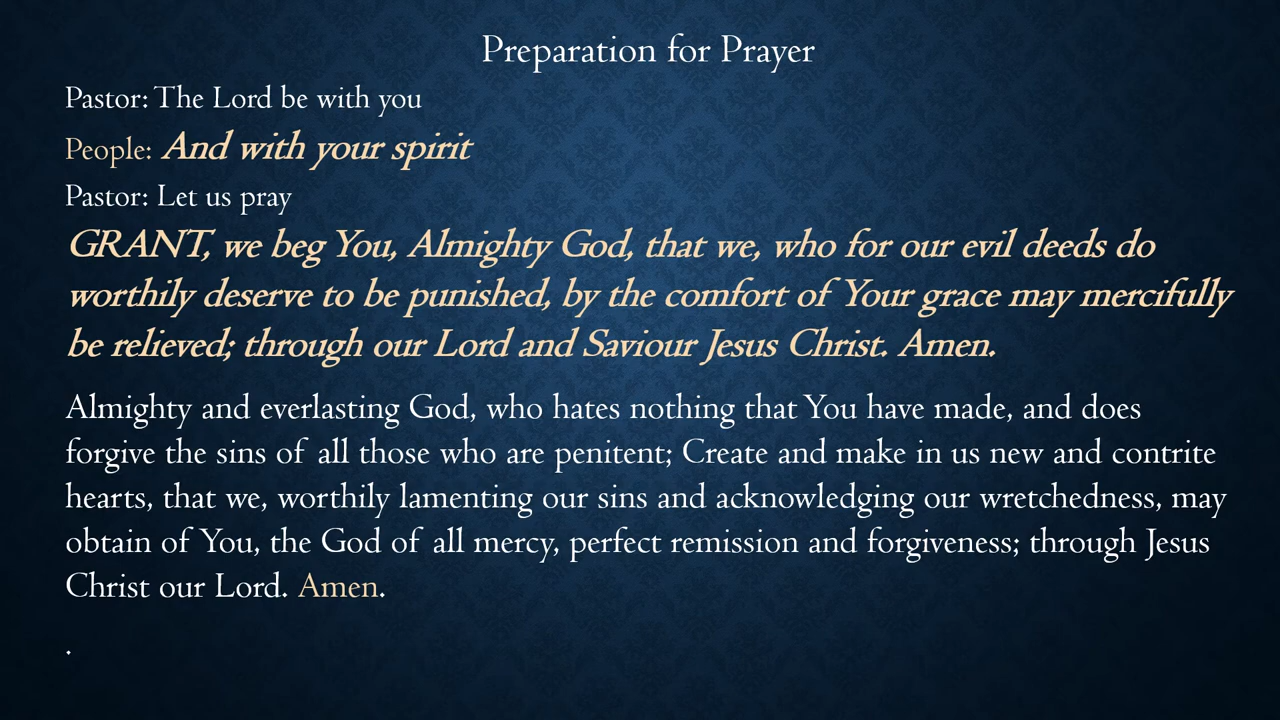 Preparation for Prayer
Pastor: The Lord be with you
People: And with your spirit
Pastor: Let us pray
GRANT, we beg You, Almighty God, that we, who for our evil deeds do
worthily deserve to be punished, by the comfort of Your grace may mercifully
be relieved; through our Lord and Saviour Jesus Christ. Amen.
Almighty and everlasting God, who hates nothing that You have made, and does
forgive the sins of all those who are penitent; Create and make in us new and contrite
hearts, that we, worthily lamenting our sins and acknowledging our wretchedness, may
obtain of You, the God of all mercy, perfect remission and forgiveness; through Jesus
Christ our Lord. Amen.
.